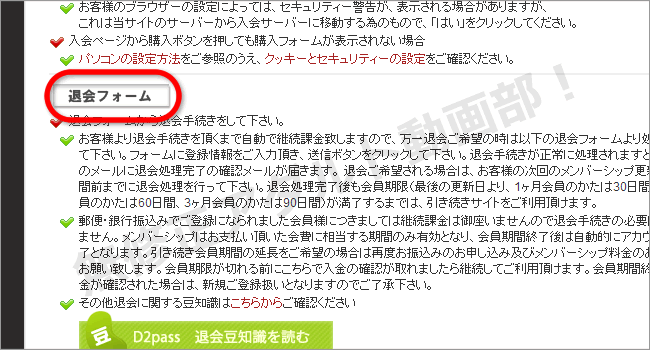 お客様のブラウザーの設定によっては、セキュリティー警告が、表示される場合がありますが、
これは当サイトのサーバーから入会サーバーに移動する為のもので、「はい」をクリックしてください。
入会ページから購入ボタンを押しても購入フォームが表示されない場合
パソコンの設定方法をご参照のうえ、クッキーとセキュリティーの設定をご確認ください。
退会フォーム
退会フォームから退会手続きをして下さい。
お客様より退会手続きを頂くまで自動で継続課金致しますので、万一退会ご希望の時は以下の退会フォームより処
て下さい。フォームに登録情報をご入力頂き、送信ボタンをクリックして下さい。退会手続きが正常に処理されますと
のメールに退会処理完了の確認メールが届きます。退会ご希望される場合は、お客様の次回のメンバーシップ更新
間前までに退会処理を行って下さい。退会処理完了後も会員期限（最後の更新日より、1ヶ月会員のかたは30日間
員のかたは60日間、3ヶ月会員のかたは90日間）が満了するまでは、引き続きサイトをご利用頂けます。
郵便・銀行振込みでご登録になられました会員様につきましては継続課金は御座いませんので退会手続きの必要に
ません。メンバーシップはお支払い頂いた会費に相当する期間のみ有効となり、会員期間終了後は自動的にアカウ
了となります。引き続き会員期間の延長をご希望の場合は再度お振込みのお申し込み及びメンバーシップ料金のお
お願い致します。会員期限が切れる前にこちらで入金の確認が取れましたら継続してご利用頂けます。会員期間終
金が確認された場合は、新規ご登録扱いとなりますのでご了承下さい。
その他退会に関する豆知識はこちらからご確認ください
豆 D2pass 退会豆知識を読む
動画部！